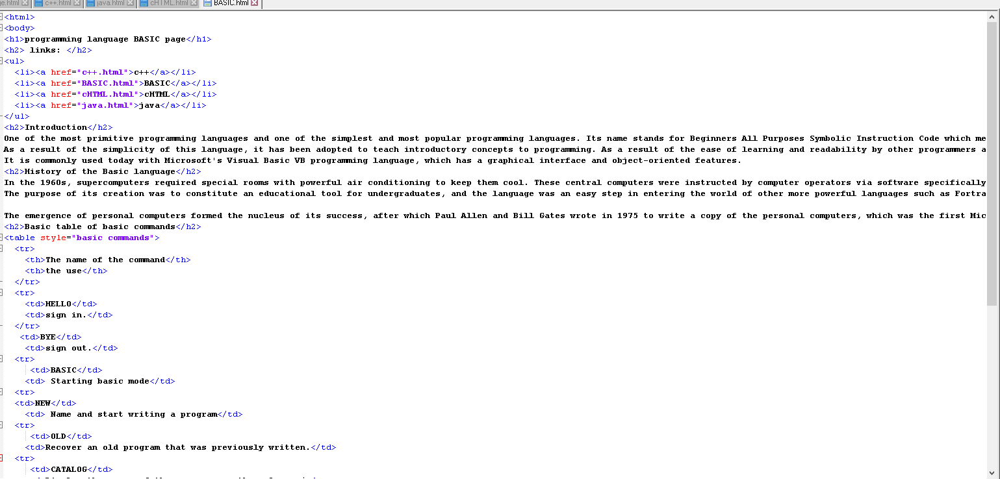 ge.html c++.html java.html cHTML.html BASIC.html
<html>
<body>
<h1>programming language BASIC page</h1>
<h2> links: </h2>
<ul>
<li><a href="c++.html">c++</a></li>
<li><a href="BASIC.html">BASIC</a></li>
<li><a href="cHTML.html">cHTML</a></li>
<li><a href="java.html">java</a></li>
</ul>
<h2>Introduction</h2>
One of the most primitive programming languages and one of the simplest and most popular programming languages. Its name stands for Beginners All Purposes Symbolic Instruction Code which me
As a result of the simplicity of this language, it has been adopted to teach introductory concepts to programming. As a result of the ease of learning and readability by other programmers a
It is commonly used today with Microsoft's Visual Basic VB programming language, which has a graphical interface and object-oriented features.
<h2>History of the Basic language</h2>
In the 1960s, supercomputers required special rooms with powerful air conditioning to keep them cool. These central computers were instructed by computer operators via software specifically
The purpose of its creation was to constitute an educational tool for undergraduates, and the language was an easy step in entering the world of other more powerful languages such as Fortra
The emergence of personal computers formed the nucleus of its success, after which Paul Allen and Bill Gates wrote in 1975 to write a copy of the personal computers, which was the first Mic
<h2>Basic table of basic commands</h2>
<table style="basic commands">
<tr>
<th>The name of the command</th>
<th>the use</th>
</tr>
<tr>
<td>HELLO</td>
<td>sign in.</td>
</tr>
<td>BYE</td>
<td>sign out.</td>
<tr>
<td>BASIC</td>
<td> Starting basic mode</td>
<tr>
<td>NEW</td>
<td> Name and start writing a program</td>
<tr>
<td>OLD</td>
<td>Recover an old program that was previously written.</td>
<tr>
<td>CATALOG</td>